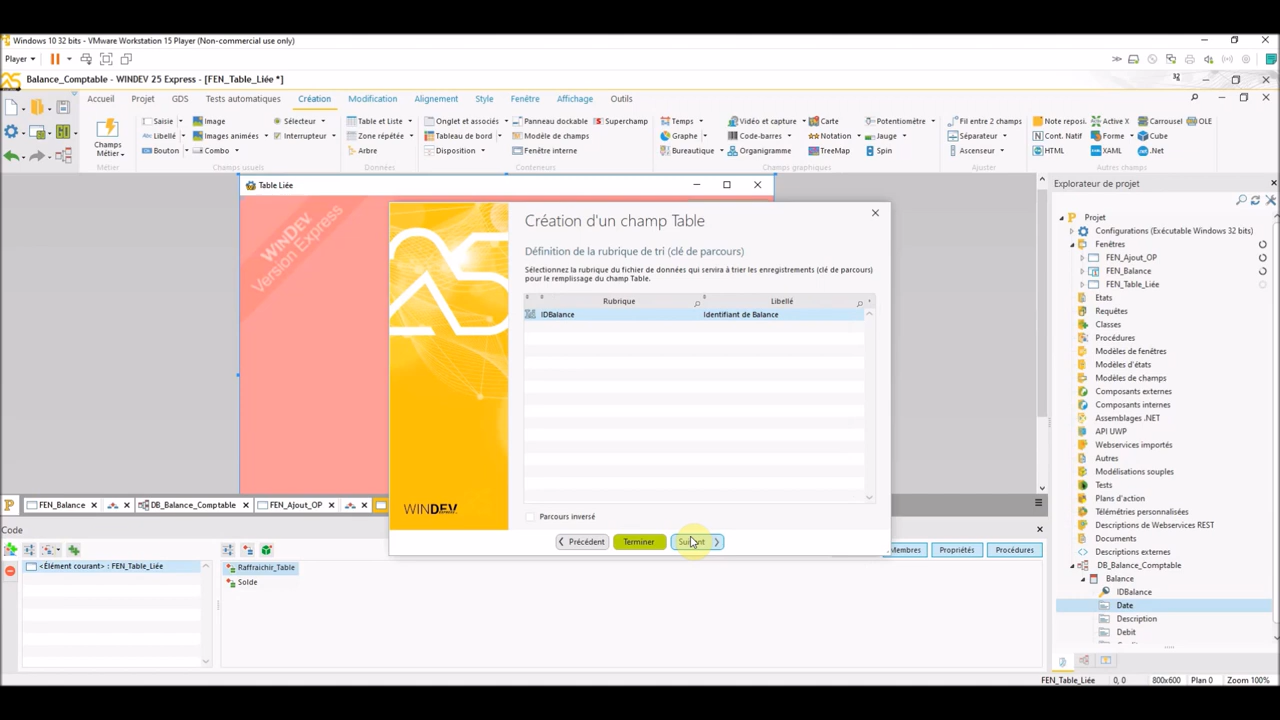 Windows 10 32 bits - VMware Workstation 15 Player (Non-commercial use only)
Player
Balance_Comptable - WINDEV 25 Express - [FEN_Table_Liée *]
32
Accueil Projet GDS Tests automatiques Création Modification Alignement Style Fenêtre Affichage Outils
Champs Métier
Saisie Image Sélecteur
Libellé Images animées Interrupteur
Bouton Combo
Table et Liste
Zone répétée
Arbre
Onglet et associés Panneau dockable Superchamp
Tableau de bord Modèle de champs
Disposition Fenêtre interne
Temps Vidéo et capture Carte Potentiomètre
Graphe Code-barres Notation Jauge
Bureautique Organigramme TreeMap Spin
Fill entre 2 champs
Séparateur
Ascenseur
Note reposi. Active X Carrousel OLE
Cont. Natif Forme Cube
HTML XAML .Net
Métier Champs usuels Données Conteneurs Champs graphiques Ajuster Autres champs
Table Liée
WINDEV
Version Express
Création d'un champ Table
Définition de la rubrique de tri (clé de parcours)
Sélectionnez la rubrique du fichier de données qui servira à trier les enregistrements (clé de parcours)
pour le remplissage du champ Table.
Rubrique Libellé
IDBalance Identifiant de Balance
Parcours inversé
WINDEV
Précédent Terminer
Explorateur de projet
Projet
Configurations (Exécutable Windows 32 bits)
Fenêtres
FEN_Ajout_OP
FEN_Balance
FEN_Table_Liée
Etats
Requêtes
Classes
Procédures
Modèles de fenêtres
Modèles d'états
Modèles de champs
Composants externes
Composants internes
Assemblages .NET
API UWP
Webservices importés
Autres
Modélisations souples
Tests
Plans d'action
Télémétries personnalisées
Descriptions de Webservices REST
Documents
Descriptions externes
DB_Balance_Comptable
Balance
IDBalance
Date
Description
Debit
FEN_Balance DB_Balance_Comptable FEN_Ajout_OP
Code
Membres Propriétés Procédures
<Élément courant> : FEN_Table_Liée
Raffraichir_Table
Solde
FEN_Table_Liée 0, 0 800x600 Plan 0 Zoom 100%